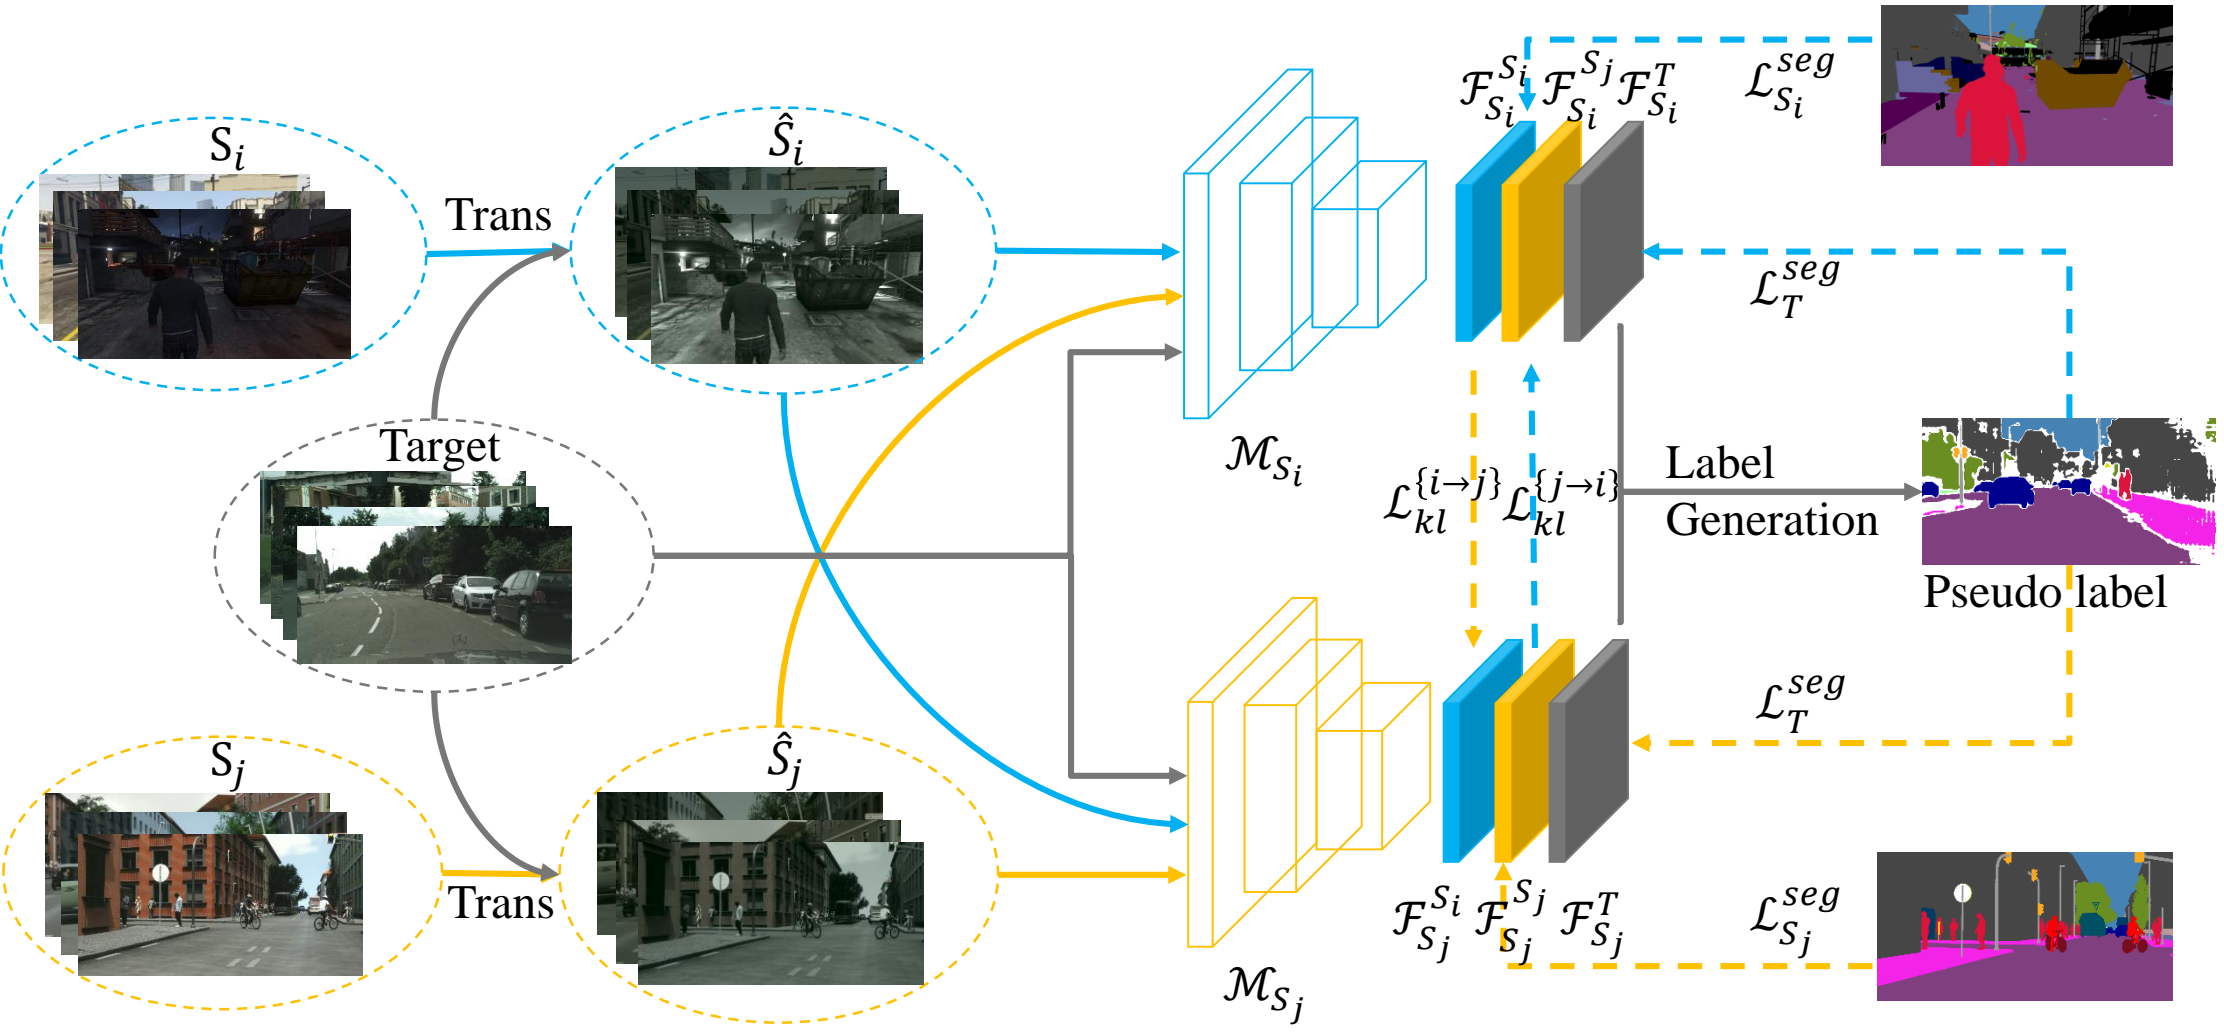 S_i
Trans
Ŝ_i
F_{S_i}^{S_i} F_{S_i}^{S_j} F_{S_i}^{T}
ℒ_{S_i}^{seg}
ℒ_T^{seg}
ℳ_{S_i}
Target
ℒ_{kl}^{\{i→j\}} ℒ_{kl}^{\{j→i\}}
Label
Generation
Pseudo label
S_j
Trans
Ŝ_j
ℒ_T^{seg}
F_{S_j}^{S_i} F_{S_j}^{S_j} F_{S_j}^{T}
ℒ_{S_j}^{seg}
ℳ_{S_j}